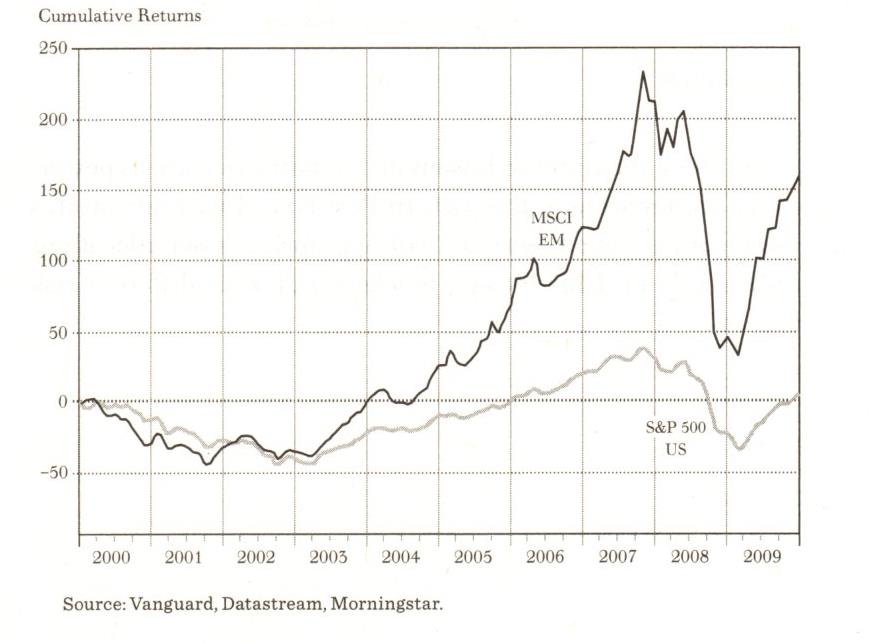 Cumulative Returns
250
200
150
100
50
0
−50
MSCI
EM
S&P 500
US
2000 2001 2002 2003 2004 2005 2006 2007 2008 2009
Source: Vanguard, Datastream, Morningstar.